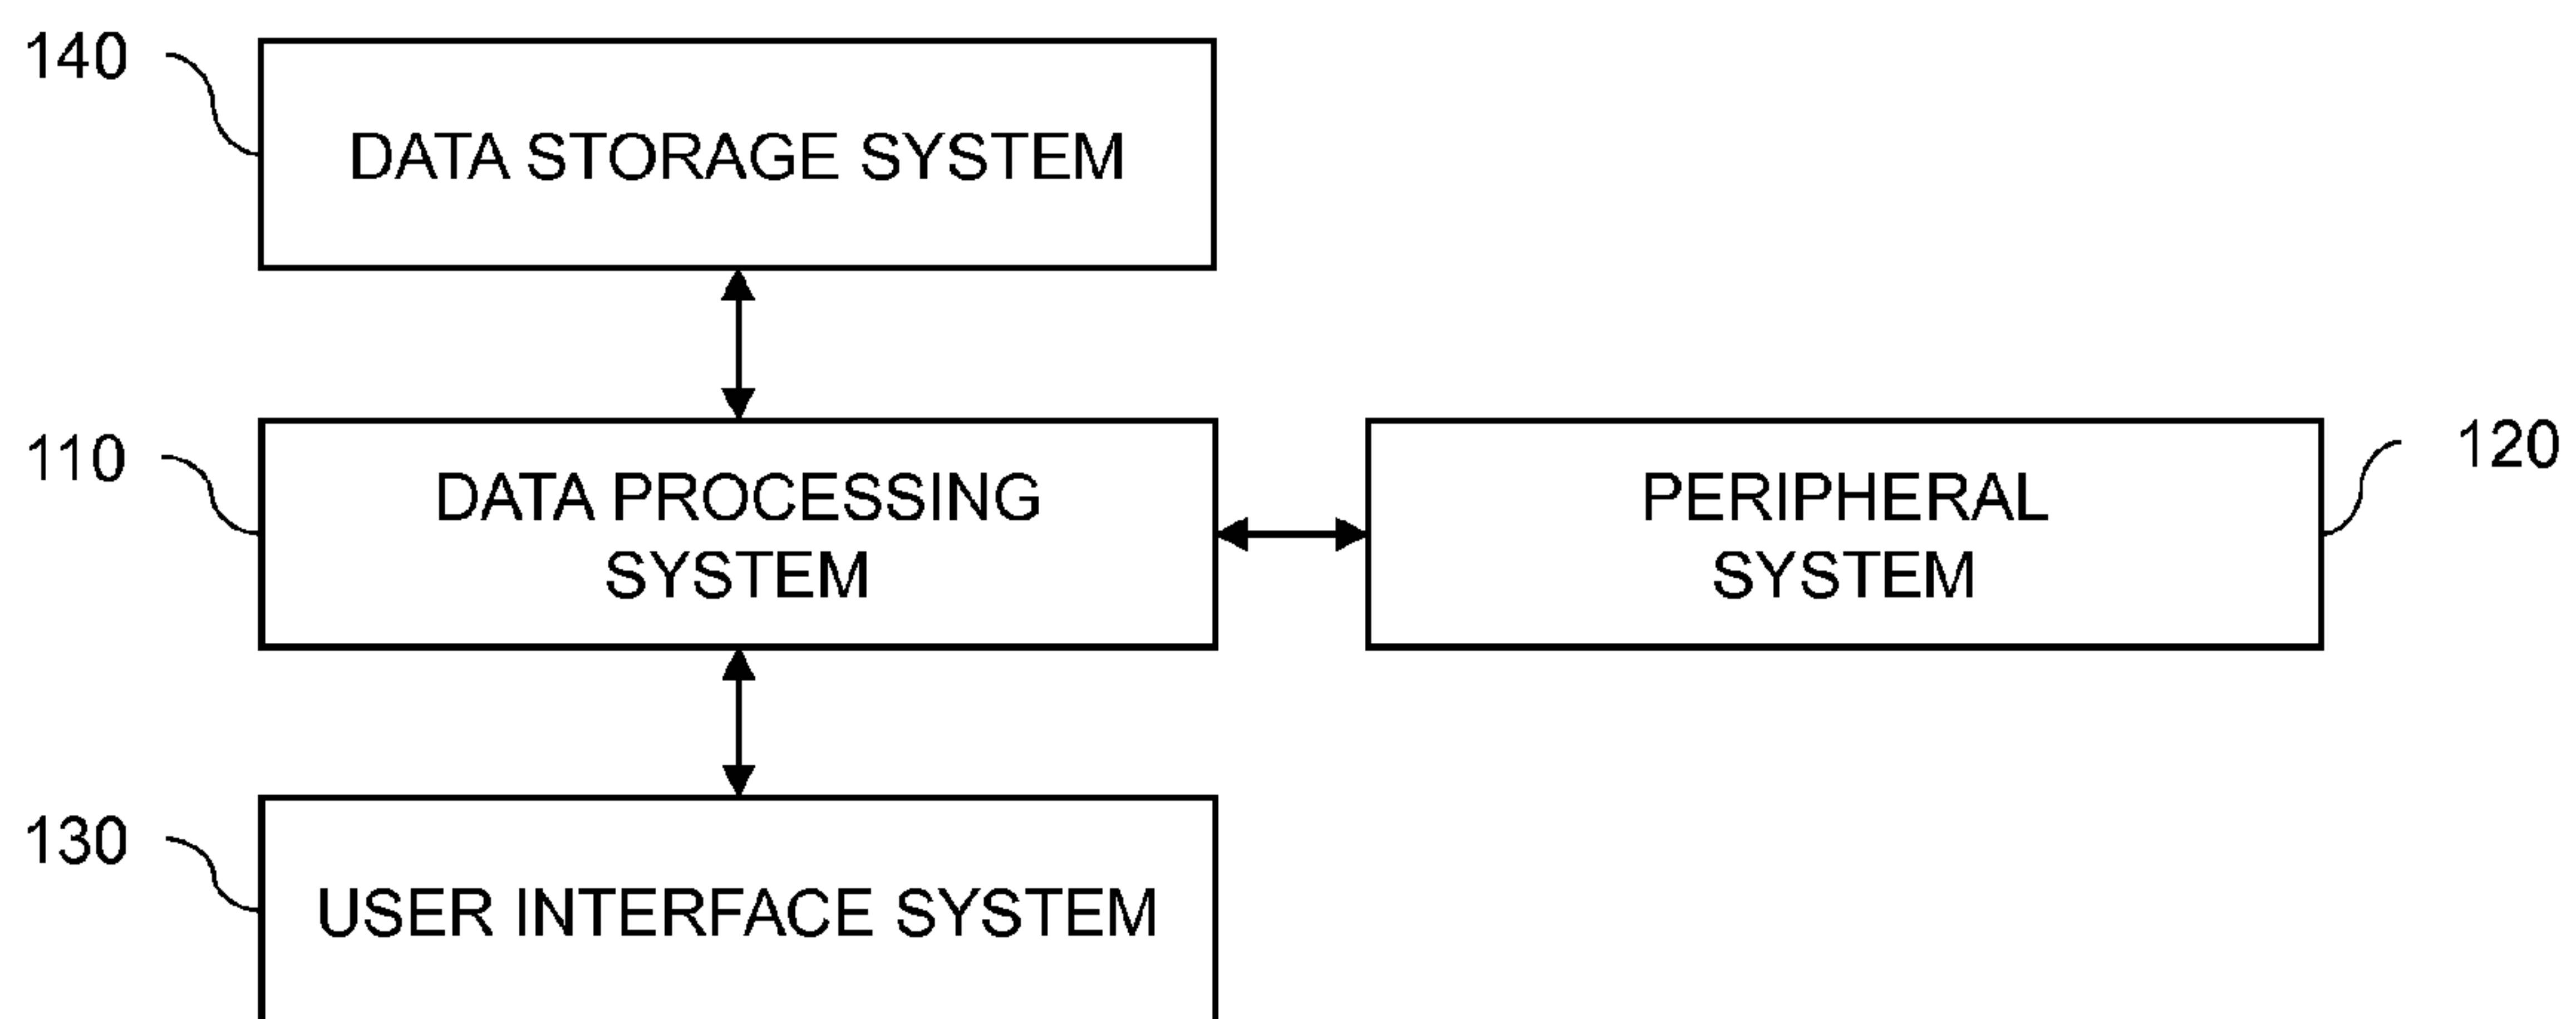 140
DATA STORAGE SYSTEM
110
DATA PROCESSING
SYSTEM
PERIPHERAL
SYSTEM
120
130
USER INTERFACE SYSTEM